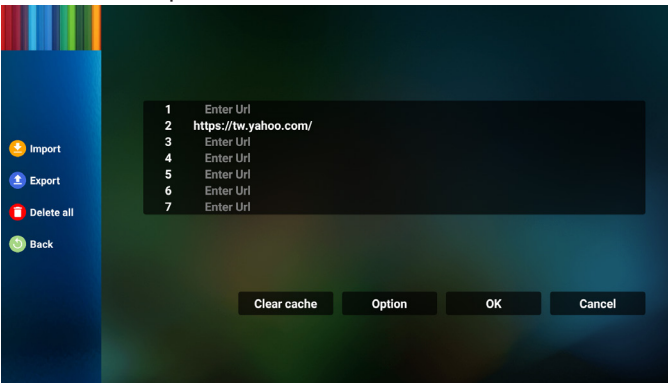 1 Enter Url
2 https://tw.yahoo.com/
3 Enter Url
4 Enter Url
5 Enter Url
6 Enter Url
7 Enter Url
Import
Export
Delete all
Back
Clear cache Option OK Cancel